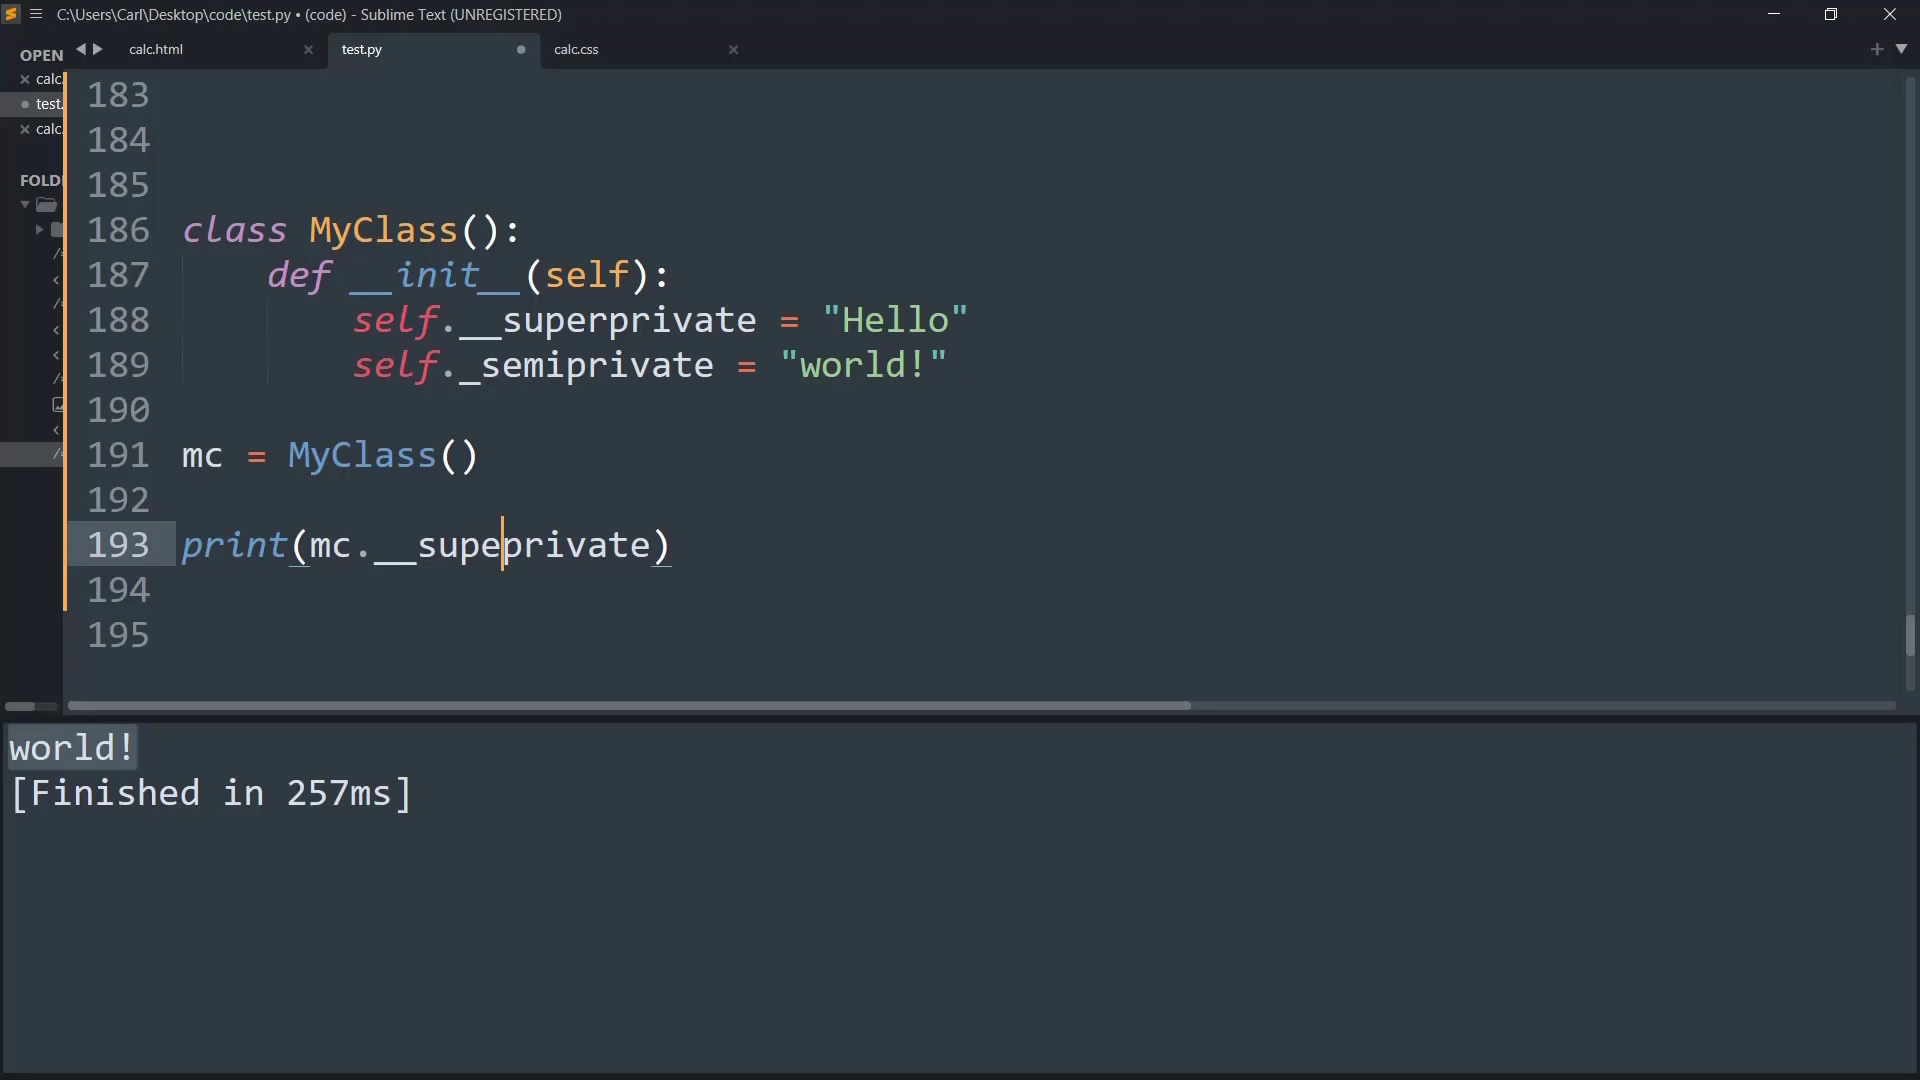 C:\Users\Carl\Desktop\code\test.py • (code) - Sublime Text (UNREGISTERED)
calc.html
test.py
calc.css
OPEN
calc.
test.
calc.
FOLD
183
184
185
186 class MyClass():
187 def __init__(self):
188 self.__superprivate = "Hello"
189 self._semiprivate = "world!"
190
191 mc = MyClass()
192
193 print(mc.__supeprivate)
194
195
world!
[Finished in 257ms]